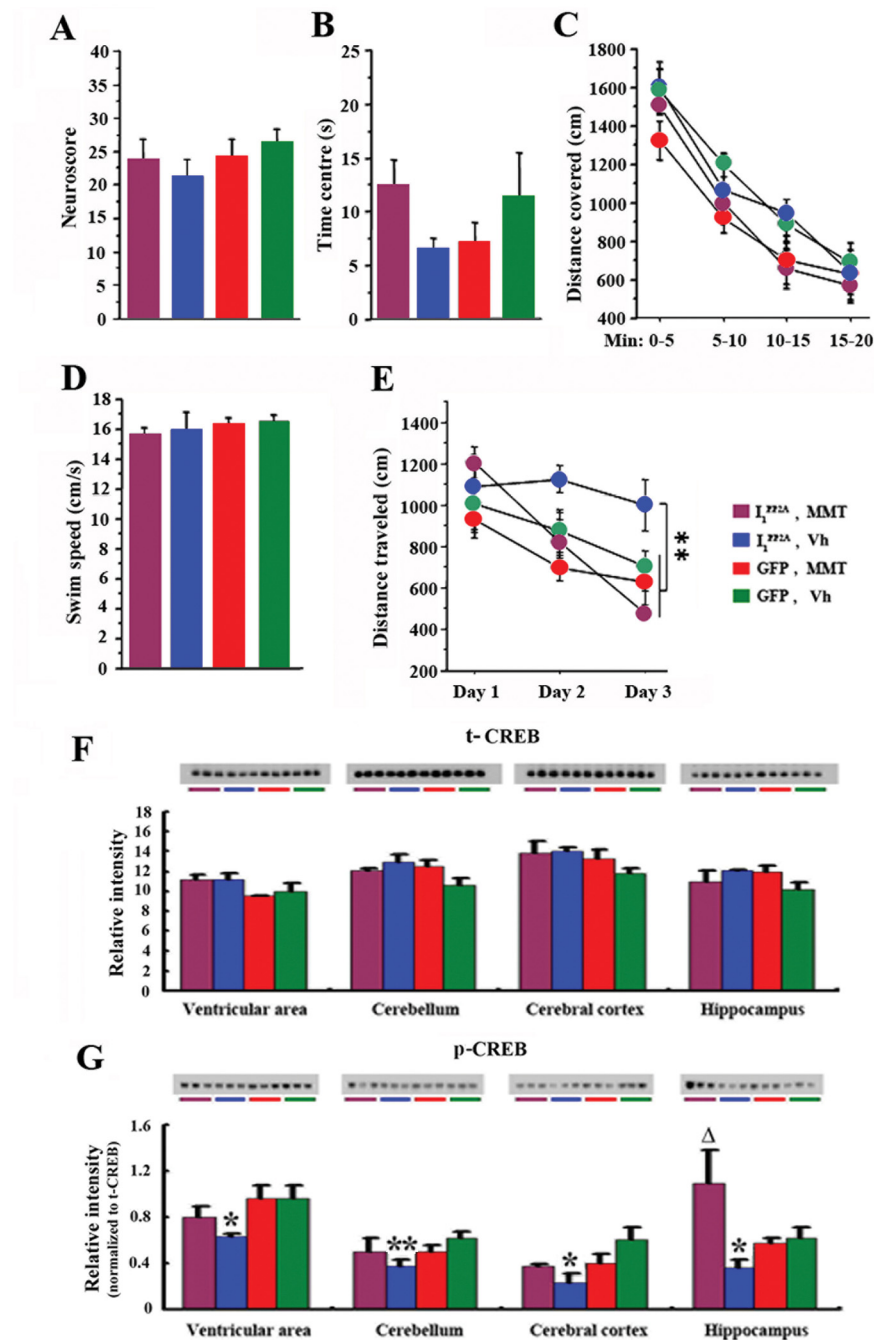 A
Neuroscore
40
35
30
25
20
15
10
5
0
B
Time centre (s)
25
20
15
10
5
0
C
Distance covered (cm)
1800
1600
1400
1200
1000
800
600
400
Min: 0-5 5-10 10-15 15-20
D
Swim speed (cm/s)
18
16
14
12
10
8
6
4
2
0
E
Distance traveled (cm)
1400
1200
1000
800
600
400
200
Day 1 Day 2 Day 3
**
, MMT
, Vh
GFP , MMT
GFP , Vh
F
t-CREB
Relative intensity
18
16
14
12
10
8
6
4
2
0
Ventricular area Cerebellum Cerebral cortex Hippocampus
G
p-CREB
Relative intensity
(normalized to t-CREB)
1.6
1.2
0.8
0.4
0
* ** * Δ *
Ventricular area Cerebellum Cerebral cortex Hippocampus